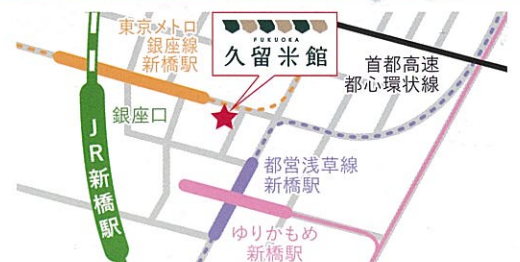 東京メトロ
銀座線
新橋駅
FUKUOKA
久留米館
首都高速
都心環状線
銀座口
JR新橋駅
都営浅草線
新橋駅
ゆりかもめ
新橋駅